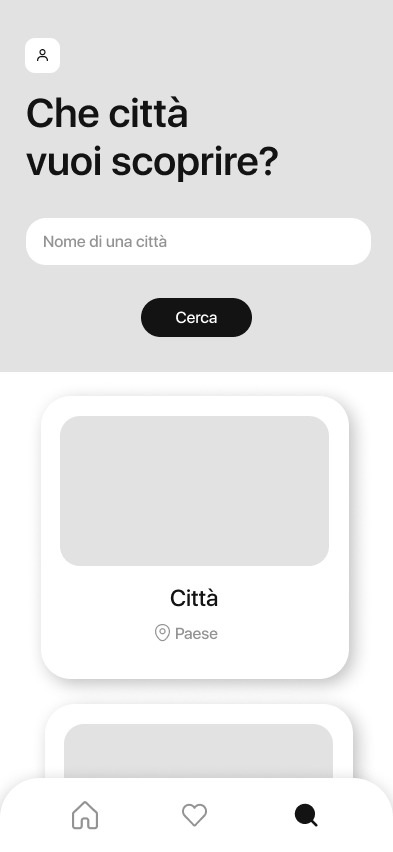 Che città
vuoi scoprire?
Nome di una città
Cerca
Città
Paese